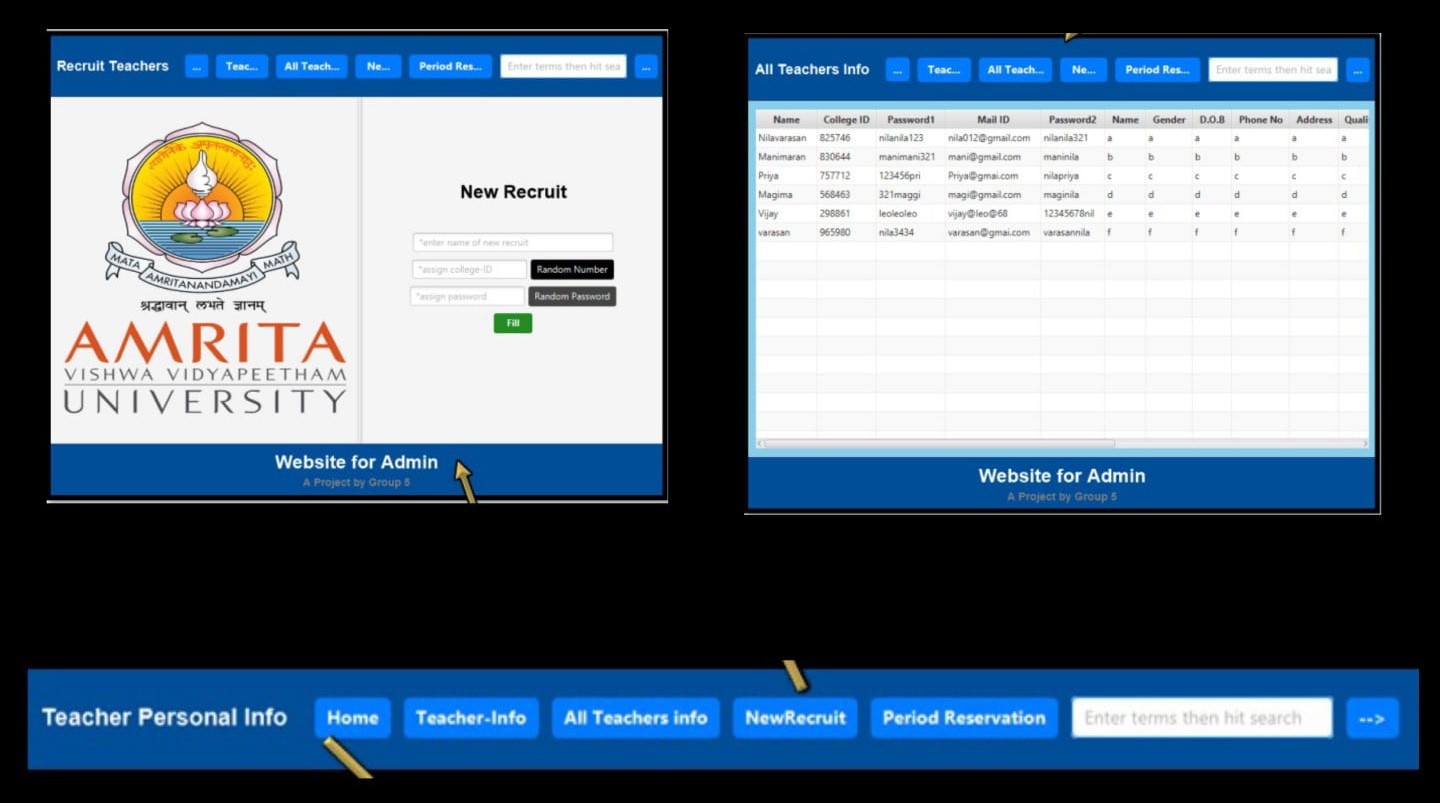 Recruit Teachers ... Teac... All Teach... Ne... Period Res... Enter terms then hit sea ...
MATA AMRITANANDAMAYI MATH
श्रद्धावान् लभते ज्ञानम्
AMRITA
VISHWA VIDYAPEETHAM
UNIVERSITY
New Recruit
*enter name of new recruit
*assign college-ID Random Number
*assign password Random Password
Fill
Website for Admin
A Project by Group 5
All Teachers Info ... Teac... All Teach... Ne... Period Res... Enter terms then hit sea ...
Name College ID Password1 Mail ID Password2 Name Gender D.O.B Phone No Address Quali
Nilavarasan 825746 nilanila123 nila012@gmail.com nilanila321 a a a a a a
Manimaran 830644 manimani321 mani@gmail.com maninila b b b b b b
Priya 757712 123456pri Priya@gmai.com nilapriya c c c c c c
Magima 568463 321maggi magi@gmail.com maginila d d d d d d
Vijay 298861 leoleoleo vijay@leo@68 12345678nil e e e e e e
varasan 965980 nila3434 varasan@gmai.com varasannila f f f f f f
Website for Admin
A Project by Group 5
Teacher Personal Info Home Teacher-Info All Teachers info NewRecruit Period Reservation Enter terms then hit search -->